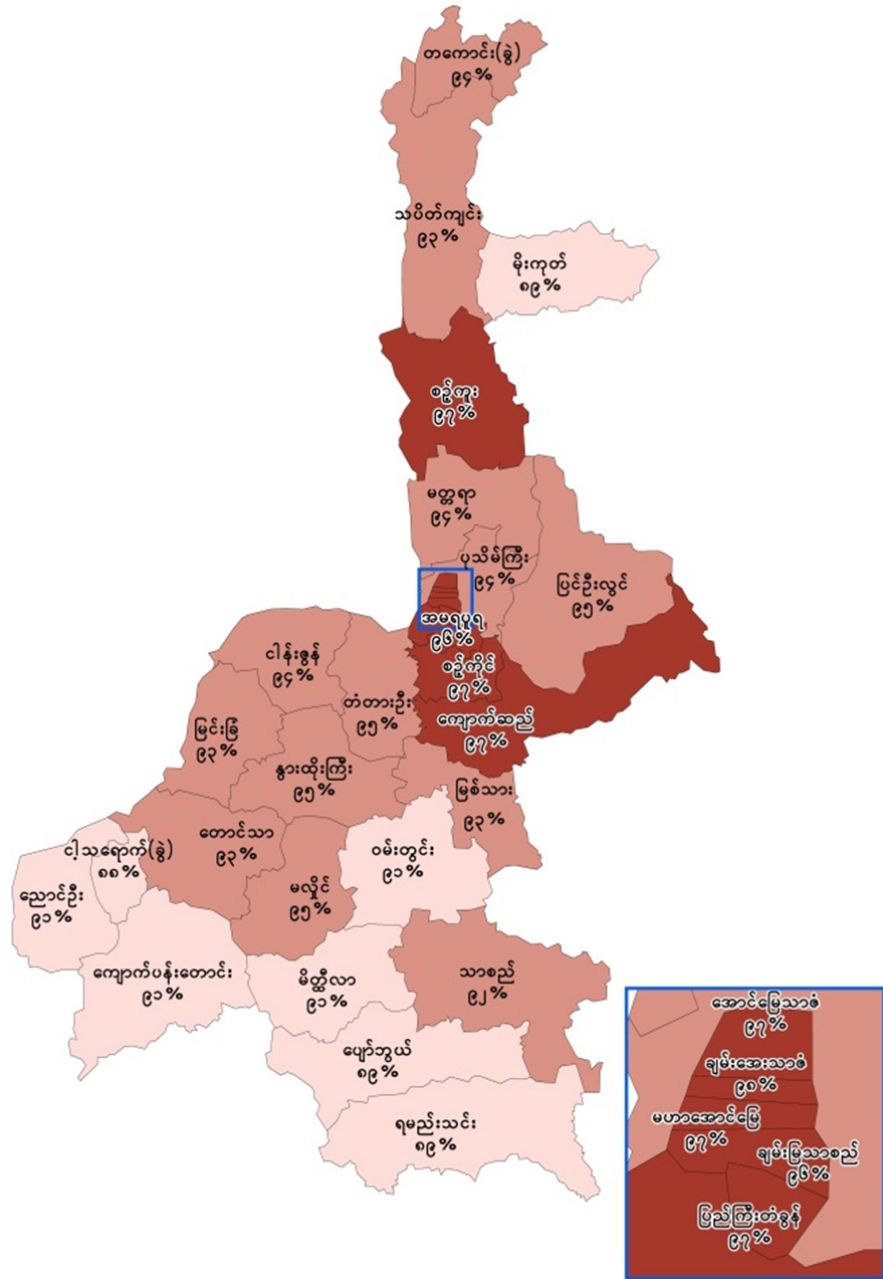 တကောင်း(ခွဲ)
၉၄%
သပိတ်ကျင်း
၉၃%
မိုးကုတ်
၈၉%
စဉ့်ကူး
၉၇%
မတ္တရာ
၉၄%
ပုသိမ်ကြီး
၉၄%
ပြင်ဦးလွင်
၉၅%
အမရပူရ
၉၆%
ငါန်းဇွန်
၉၄%
စဉ့်ကိုင်
၉၇%
တံတားဦး
၉၅%
ကျောက်ဆည်
၉၇%
မြင်းခြံ
၉၃%
နွားထိုးကြီး
၉၅%
မြစ်သား
၉၃%
တောင်သာ
၉၃%
ငါ့သရောက်(ခွဲ)
၈၈%
ဝမ်းတွင်း
၉၁%
ညောင်ဦး
၉၁%
မလှိုင်
၉၅%
ကျောက်ပန်းတောင်း
၉၁%
မိတ္ထီလာ
၉၁%
သာစည်
၉၂%
ပျော်ဘွယ်
၈၉%
ရမည်းသင်း
၈၉%
အောင်မြေသာဇံ
၉၇%
ချမ်းအေးသာဇံ
၉၈%
မဟာအောင်မြေ
၉၇%
ချမ်းမြသာစည်
၉၆%
ပြည်ကြီးတံခွန်
၉၇%